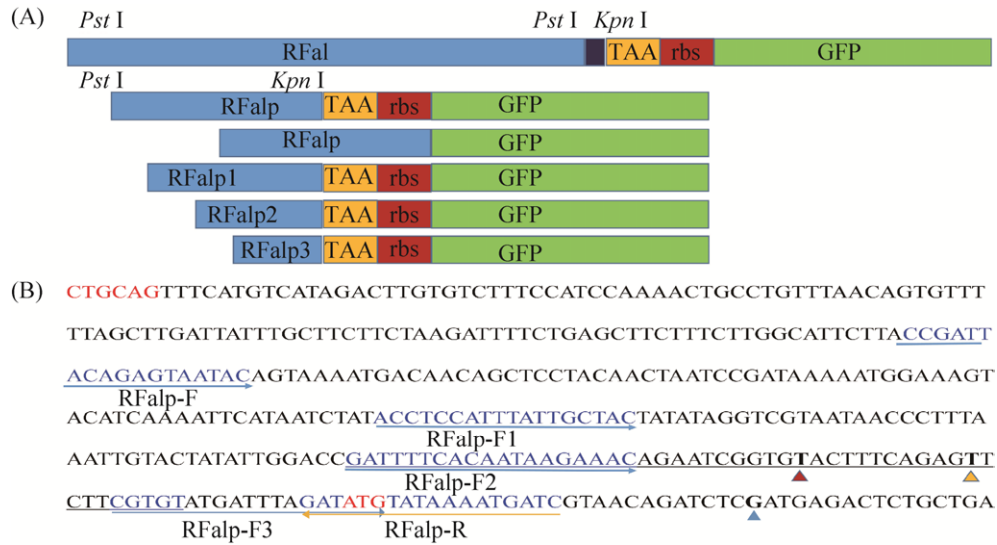 (A)
Pst I Pst I Kpn I
RFal TAA rbs GFP
Pst I Kpn I
RFalp TAA rbs GFP
RFalp GFP
RFalp1 TAA rbs GFP
RFalp2 TAA rbs GFP
RFalp3 TAA rbs GFP
(B)
CTGCAGTTTCATGTCATAGACTTGTGTCTTTCCATCCAAAACTGCCTGTTTAACAGTGTTT
TTAGCTTGATTATTTGCTTCTTCTAAGATTTTCTGAGCTTCTTTCTTGGCATTCTTACCGATT
ACAGAGTAATACAGTAAAATGACAACAGCTCCTACAACTAATCCGATAAAAATGGAAAGT
RFalp-F
ACATCAAAATTCATAATCTATACCTCCATTTATTGCTACTATATAGGTCGTAATAACCCTTTA
RFalp-F1
AATTGTACTATATTGGACCGATTTTCACAATAAGAAACAGAATCGGTGTTACTTTCAGAGTTT
RFalp-F2
CTTCGTGTATGATTTAGATATGTATAAAATGATCGTAACAGATCTCGATGAGACTCTGCTGA
RFalp-F3 RFalp-R